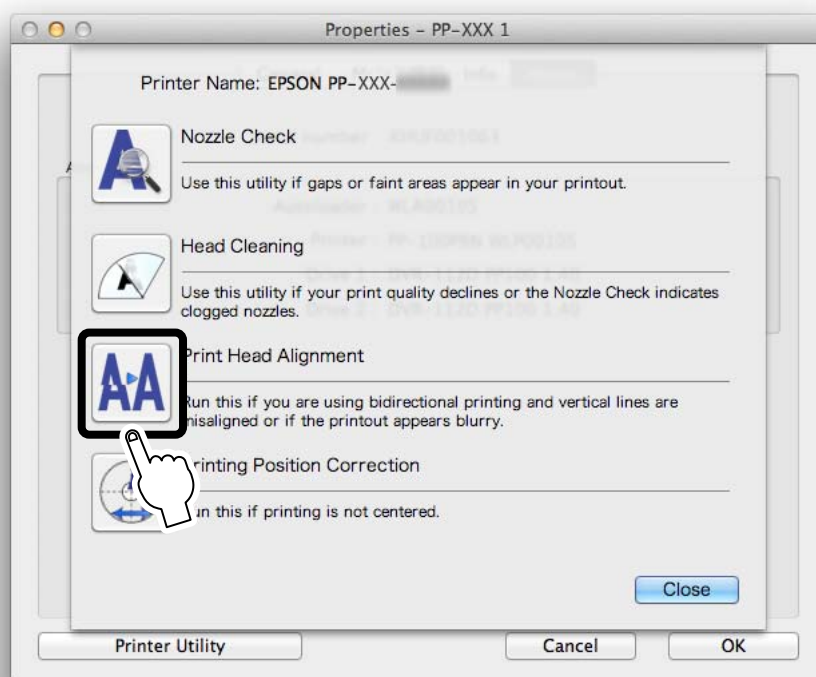 Properties – PP-XXX 1
Printer Name: EPSON PP-XXX-
Nozzle Check
Use this utility if gaps or faint areas appear in your printout.
Head Cleaning
Use this utility if your print quality declines or the Nozzle Check indicates
clogged nozzles.
Print Head Alignment
Run this if you are using bidirectional printing and vertical lines are
misaligned or if the printout appears blurry.
Printing Position Correction
Run this if printing is not centered.
Close
Printer Utility
Cancel
OK